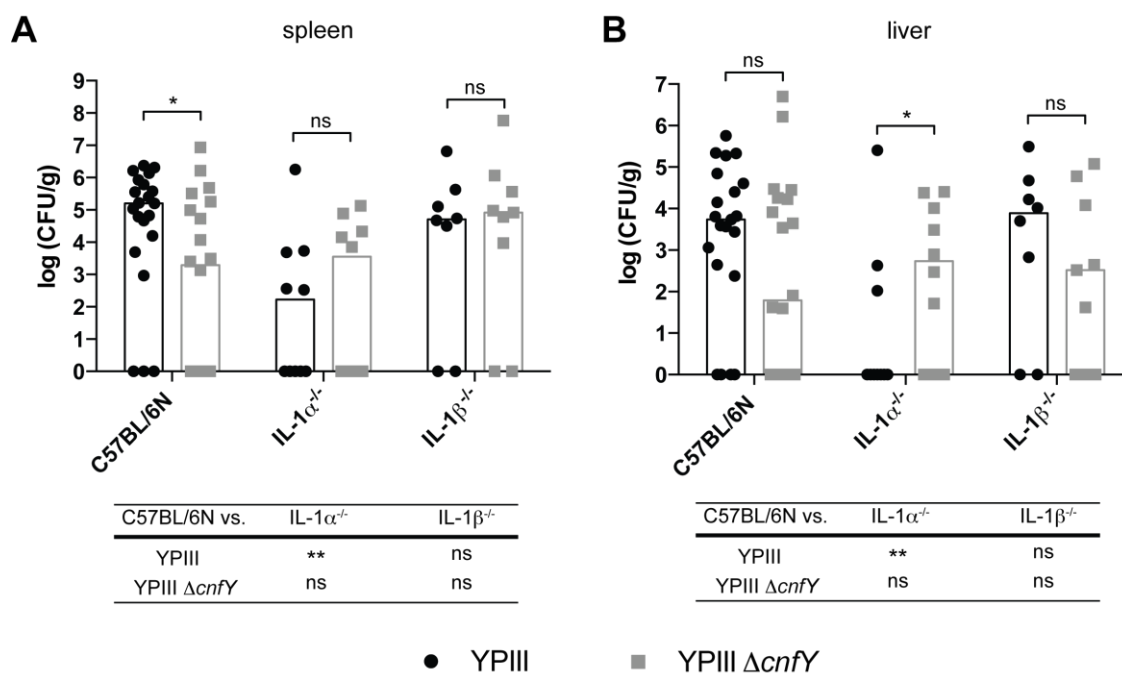 A
spleen
log (CFU/g)
9
8
7
6
5
4
3
2
1
0
*
ns
ns
C57BL/6N
IL-1α-/-
IL-1β-/-
C57BL/6N vs. IL-1α-/- IL-1β-/-
YPIII ** ns
YPIII ΔcnfY ns ns
B
liver
log (CFU/g)
7
6
5
4
3
2
1
0
ns
*
ns
C57BL/6N
IL-1α-/-
IL-1β-/-
C57BL/6N vs. IL-1α-/- IL-1β-/-
YPIII ** ns
YPIII ΔcnfY ns ns
YPIII
YPIII ΔcnfY